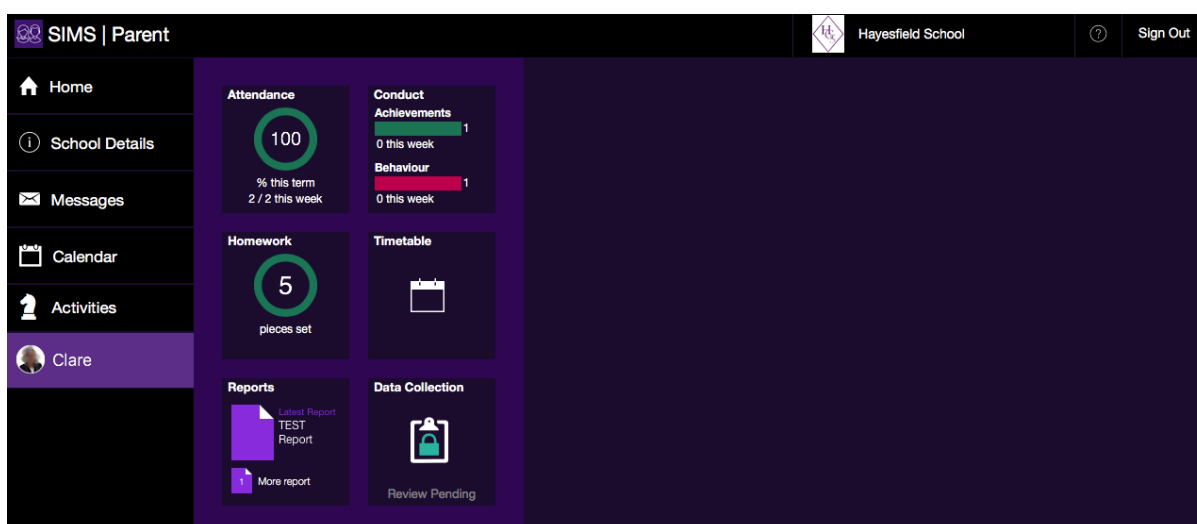 SIMS | Parent
Hayesfield School
?
Sign Out
Home
School Details
Messages
Calendar
Activities
Clare
Attendance
100
% this term
2 / 2 this week
Conduct
Achievements
1
0 this week
Behaviour
1
0 this week
Homework
5
pieces set
Timetable
Reports
Latest Report
TEST
Report
1
More report
Data Collection
Review Pending